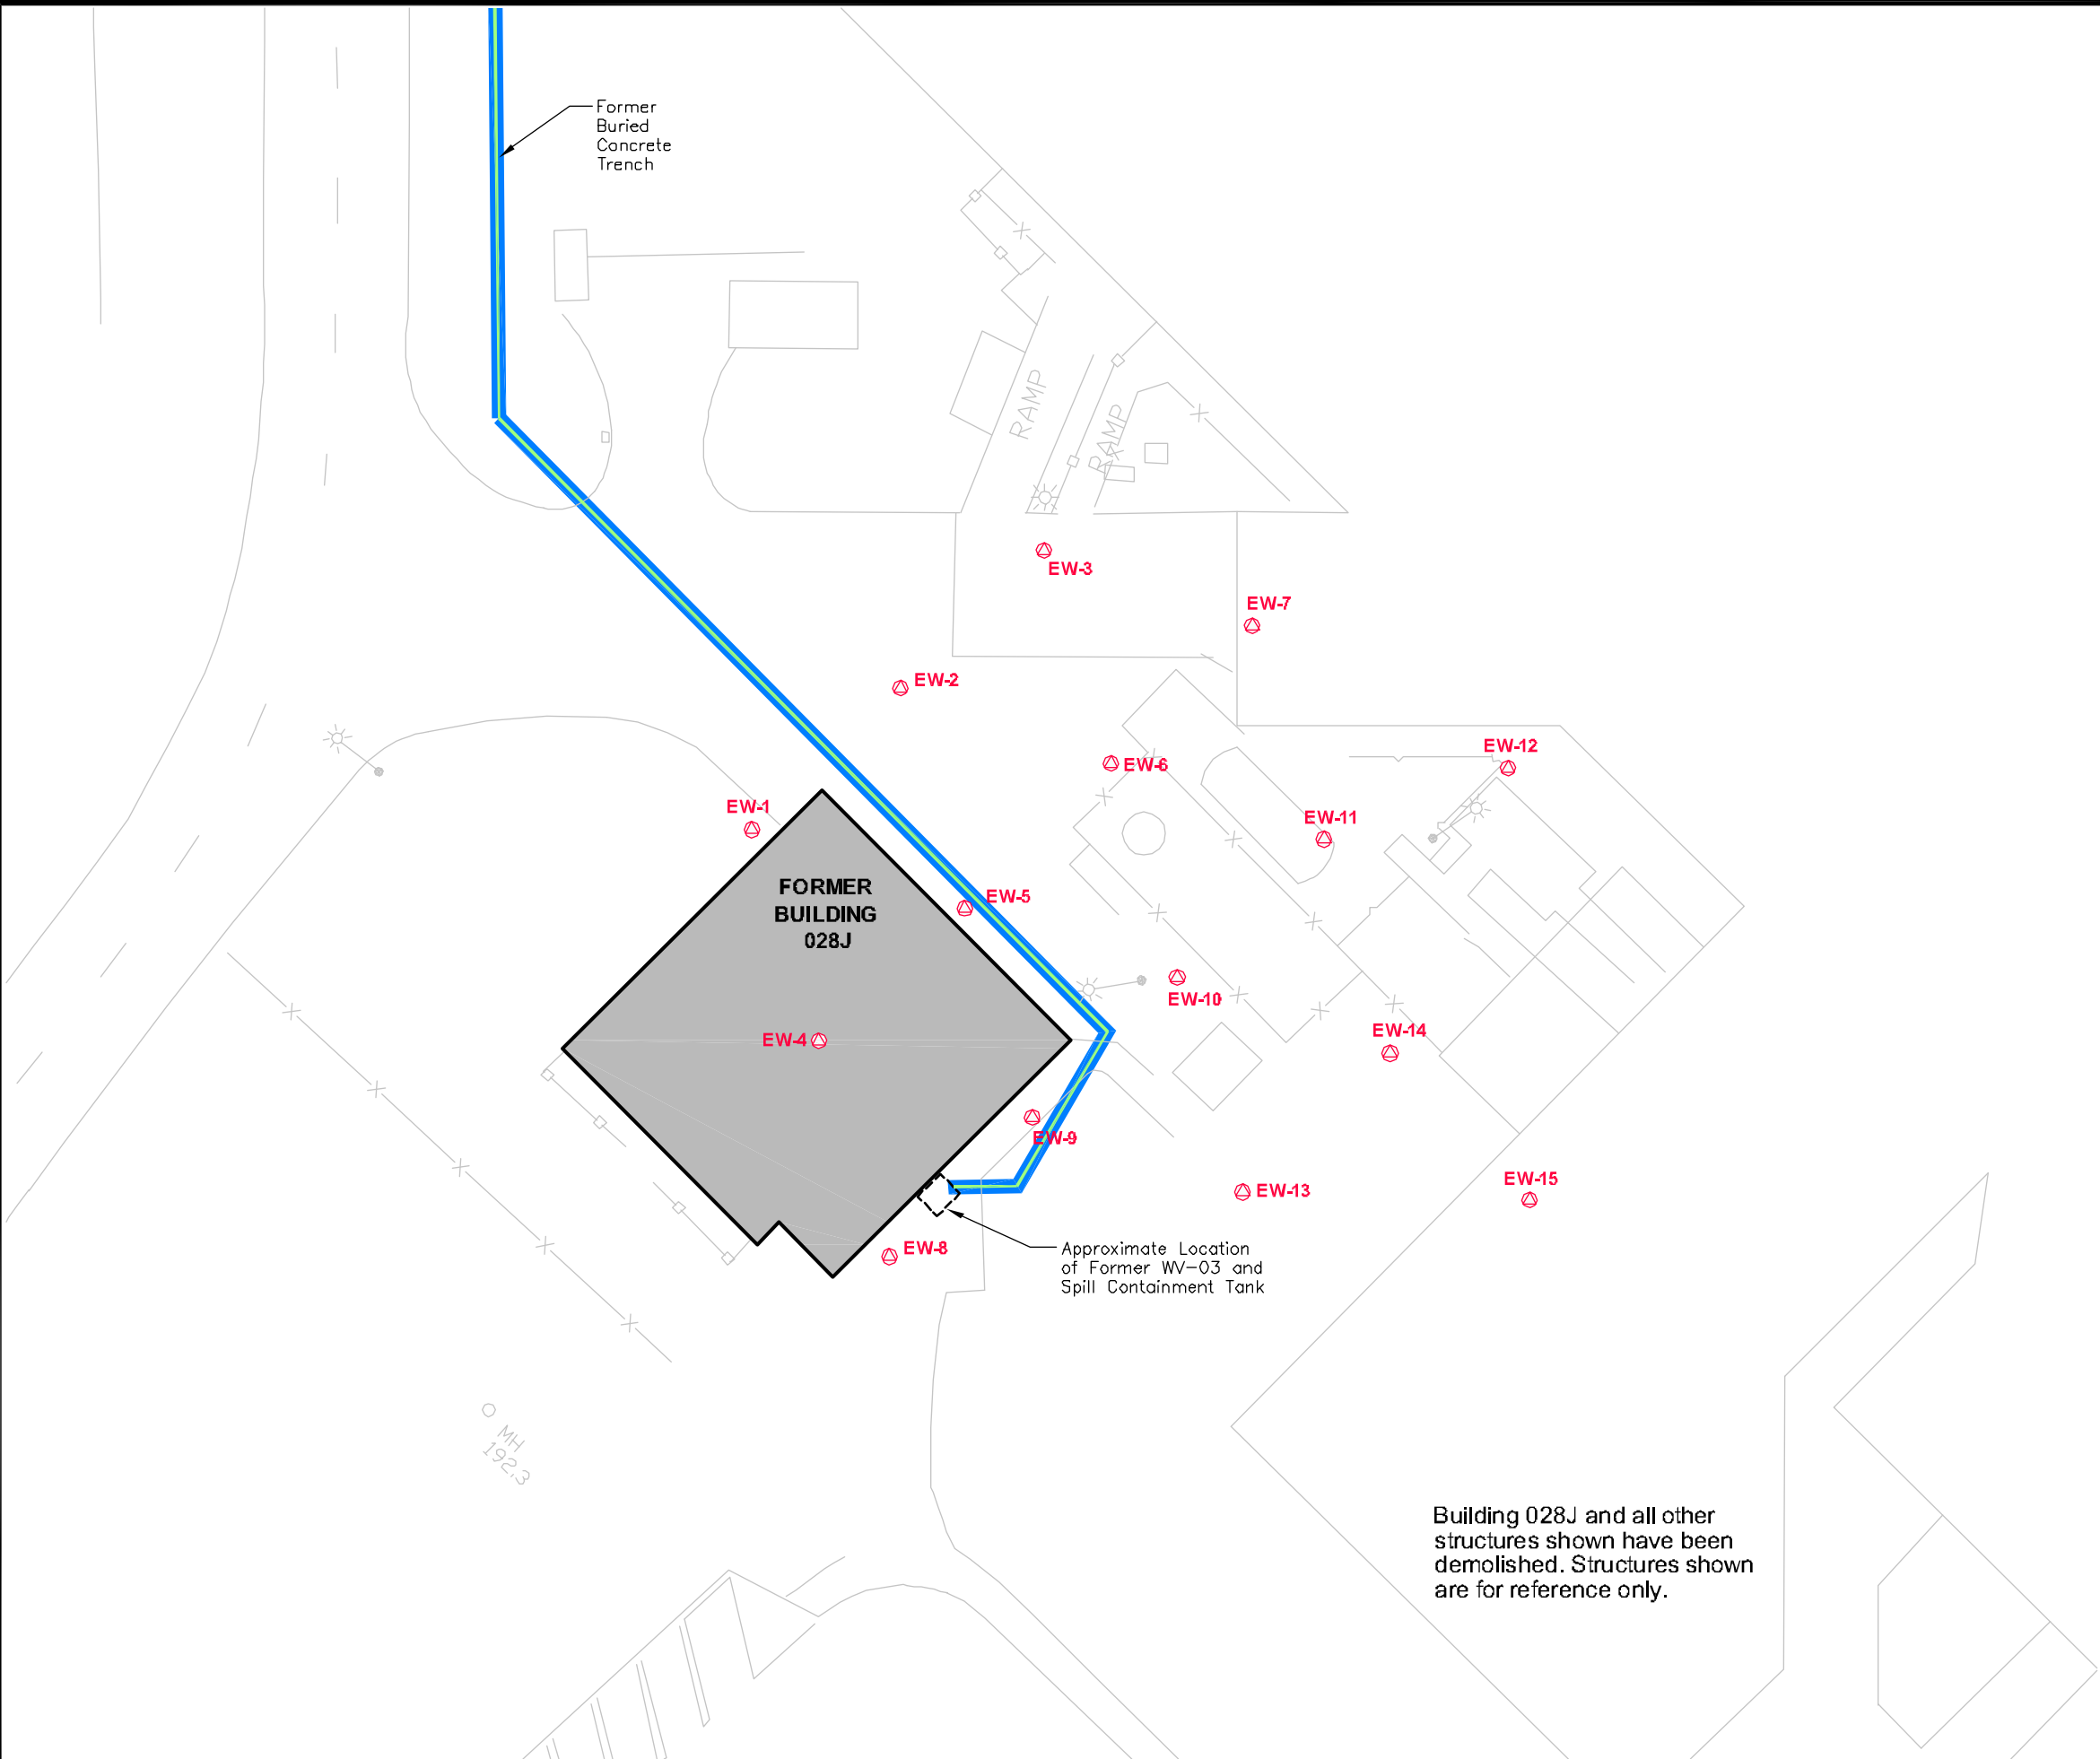 Former
Buried
Concrete
Trench
RAMP
RAMP
EW-3
EW-7
EW-2
EW-12
EW-6
EW-1
EW-11
FORMER
BUILDING
028J
EW-5
EW-10
EW-14
EW-4
EW-9
EW-15
EW-13
EW-8
Approximate Location
of Former WV-03 and
Spill Containment Tank
MH
192.3
Building 028J and all other
structures shown have been
demolished. Structures shown
are for reference only.